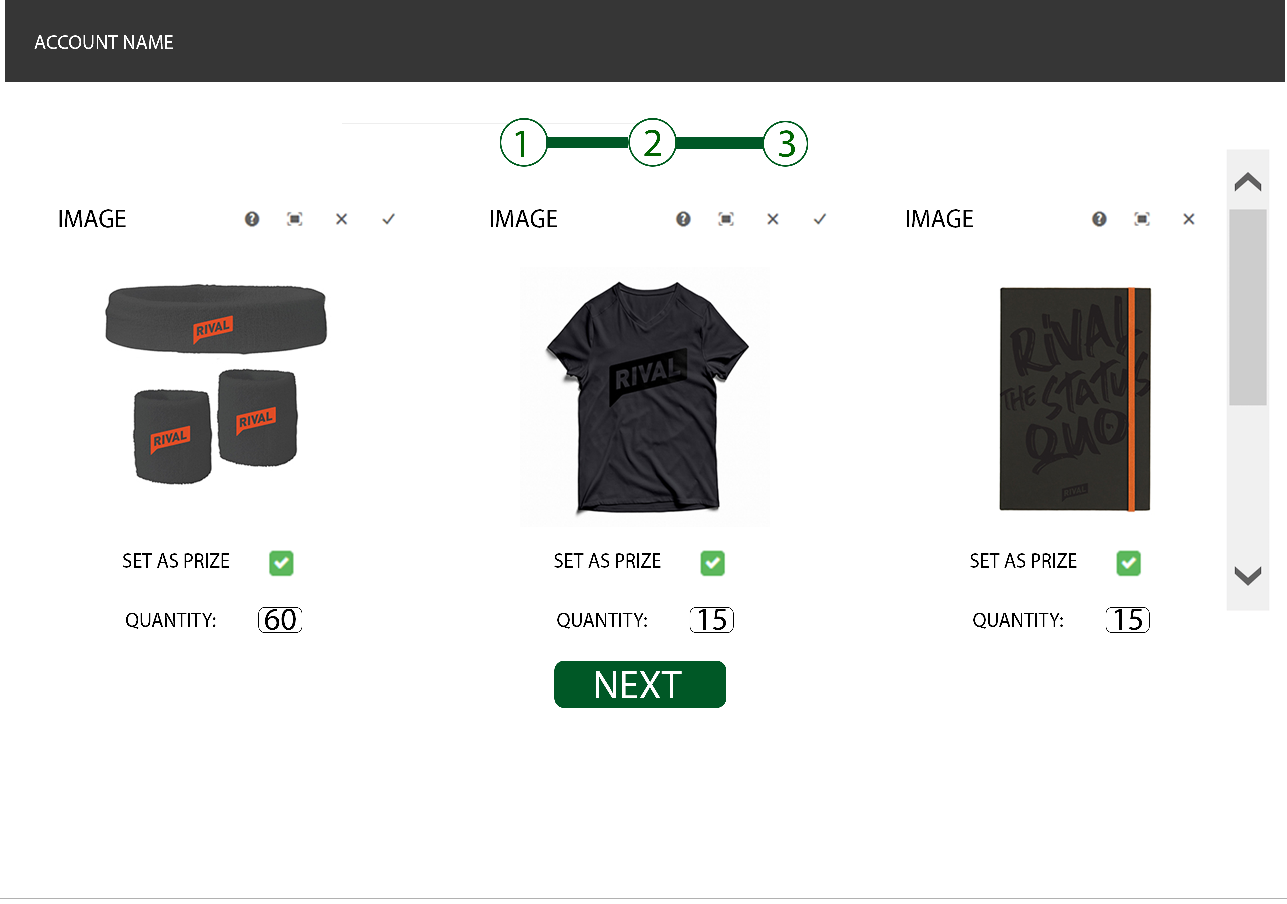 ACCOUNT NAME
1 2 3
IMAGE ? IMAGE ? IMAGE ?
RIVAL
RIVAL
RIVAL
RIVAL
RIVAL
THE STATUS
QUO
RIVAL
SET AS PRIZE SET AS PRIZE SET AS PRIZE
QUANTITY: 60 QUANTITY: 15 QUANTITY: 15
NEXT